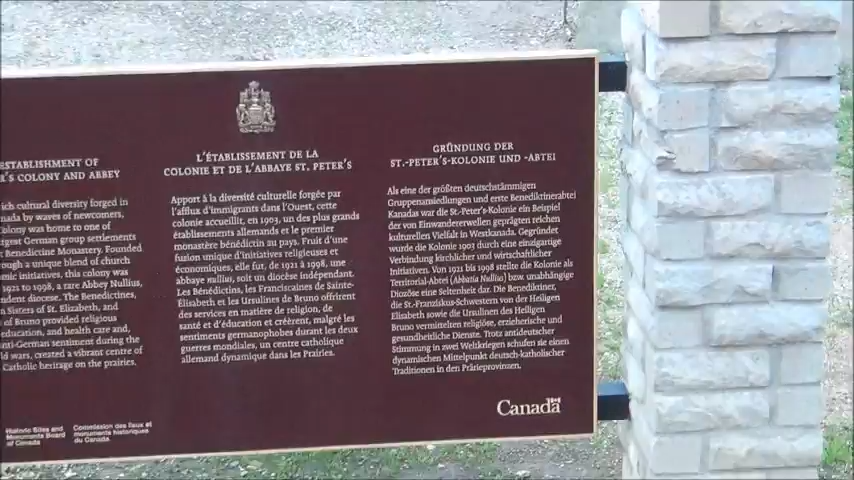 ESTABLISHMENT OF
'S COLONY AND ABBEY
ich cultural diversity forged in
nada by waves of newcomers,
olony was home to one of
rgest German group settlements
t Benedictine Monastery. Founded
rough a unique blend of church
mic initiatives, this colony was
1921 to 1998, a rare Abbey Nullius,
ndent diocese. The Benedictines,
n Sisters of St. Elizabeth, and
of Bruno provided religious
education, and health care and,
nti-German sentiment during the
ld wars, created a vibrant centre of
Catholic heritage on the prairies.
Historic Sites and
Monuments Board
of Canada
Commission des lieux et
monuments historiques
du Canada
L'ÉTABLISSEMENT DE LA
COLONIE ET DE L'ABBAYE ST. PETER'S
Apport à la diversité culturelle forgée par
l'afflux d'immigrants dans l'Ouest, cette
colonie accueillit, en 1903, un des plus grands
établissements allemands et le premier
monastère bénédictin au pays. Fruit d'une
fusion unique d'initiatives religieuses et
économiques, elle fut, de 1921 à 1998, une rare
abbaye nullius, soit un diocèse indépendant.
Les Bénédictins, les Franciscaines de Sainte-
Élisabeth et les Ursulines de Bruno offrirent
des services en matière de religion, de
santé et d'éducation et créèrent, malgré les
sentiments germanophobes durant les deux
guerres mondiales, un centre catholique
allemand dynamique dans les Prairies.
GRÜNDUNG DER
ST.-PETER'S-KOLONIE UND -ABTEI
Als eine der größten deutschstämmigen
Gruppenansiedlungen und erste Benediktinerabtei
Kanadas war die St.-Peter's-Kolonie ein Beispiel
der von Einwandererwellen geprägten reichen
kulturellen Vielfalt in Westkanada. Gegründet
wurde die Kolonie 1903 durch eine einzigartige
Verbindung kirchlicher und wirtschaftlicher
Initiativen. Von 1921 bis 1998 stellte die Kolonie als
Territorial-Abtei (Abbatia Nullius) bzw. unabhängige
Diözese eine Seltenheit dar. Die Benediktiner,
die St.-Franziskus-Schwestern von der Heiligen
Elisabeth sowie die Ursulinen des Heiligen
Bruno vermittelten religiöse, erzieherische und
gesundheitliche Dienste. Trotz antideutscher
Stimmung in zwei Weltkriegen schufen sie einen
dynamischen Mittelpunkt deutsch-katholischer
Traditionen in den Prärieprovinzen.
Canada